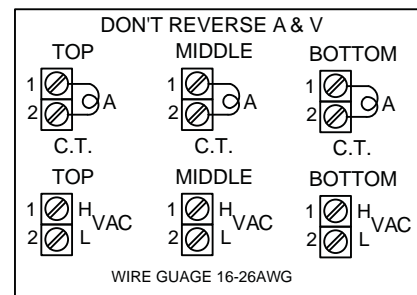 DON'T REVERSE A & V
TOP MIDDLE BOTTOM
1 1 1
A A A
2 2 2
C.T. C.T. C.T.
TOP MIDDLE BOTTOM
1 H 1 H 1 H
VAC VAC VAC
2 L 2 L 2 L
WIRE GUAGE 16-26AWG